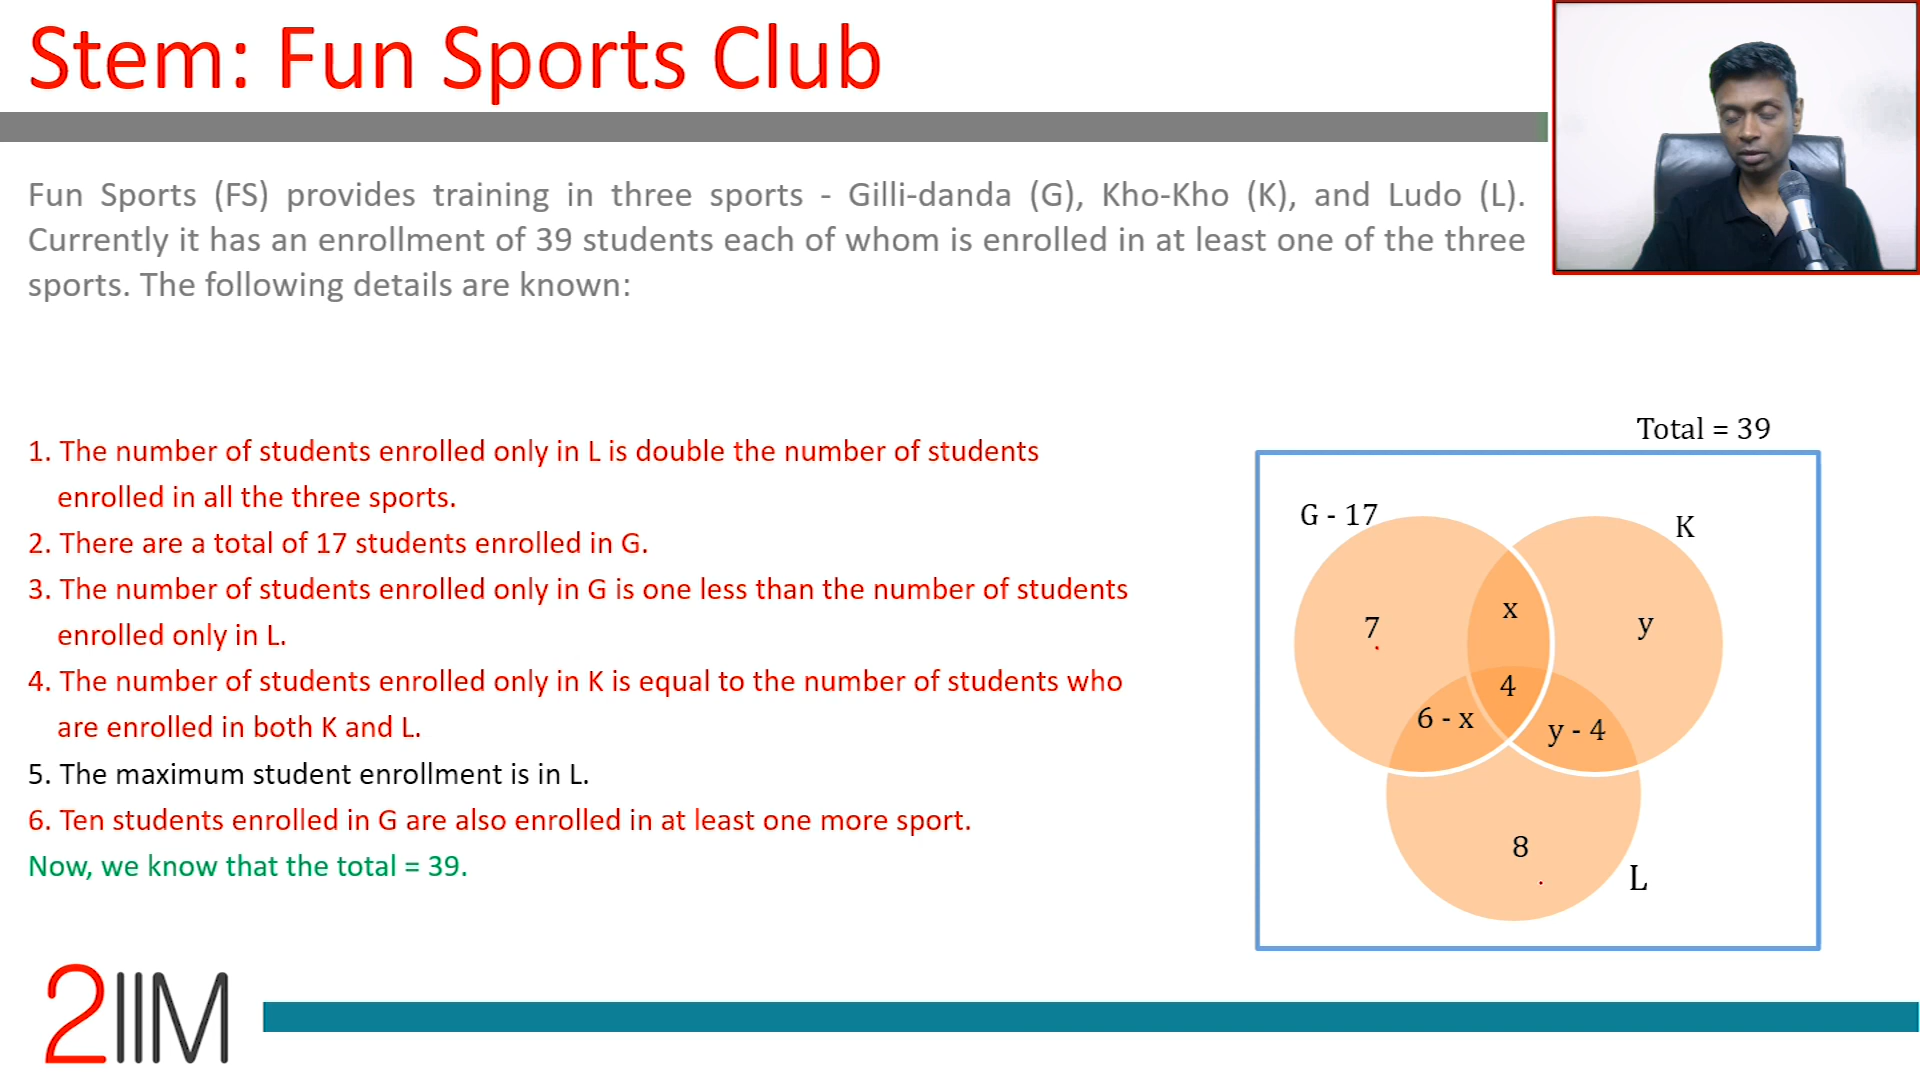 Stem: Fun Sports Club
Fun Sports (FS) provides training in three sports - Gilli-danda (G), Kho-Kho (K), and Ludo (L).
Currently it has an enrollment of 39 students each of whom is enrolled in at least one of the three
sports. The following details are known:
1. The number of students enrolled only in L is double the number of students
enrolled in all the three sports.
2. There are a total of 17 students enrolled in G.
3. The number of students enrolled only in G is one less than the number of students
enrolled only in L.
4. The number of students enrolled only in K is equal to the number of students who
are enrolled in both K and L.
5. The maximum student enrollment is in L.
6. Ten students enrolled in G are also enrolled in at least one more sport.
Now, we know that the total = 39.
Total = 39
G - 17
K
x
7
y
4
6 - x
y - 4
8
L
2IIM